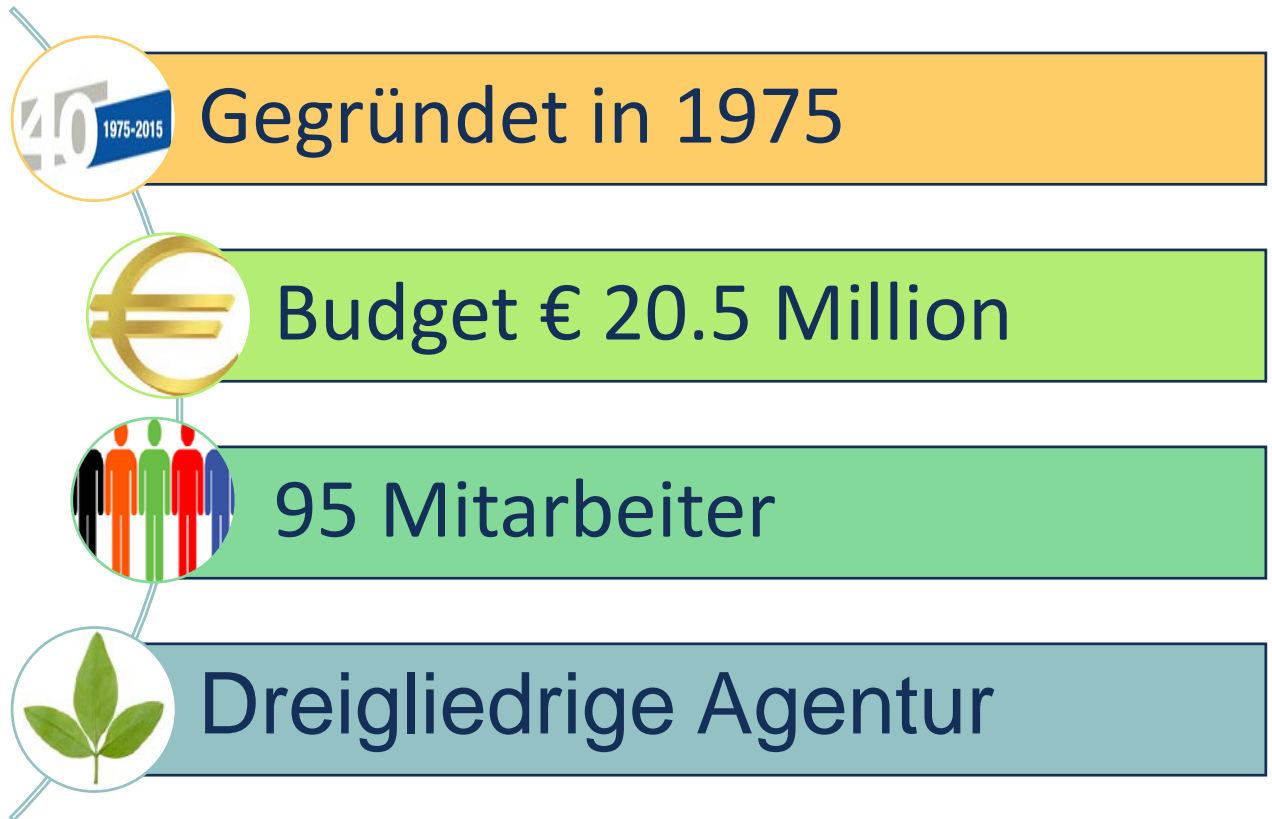 40
1975-2015
Gegründet in 1975
Budget € 20.5 Million
95 Mitarbeiter
Dreigliedrige Agentur